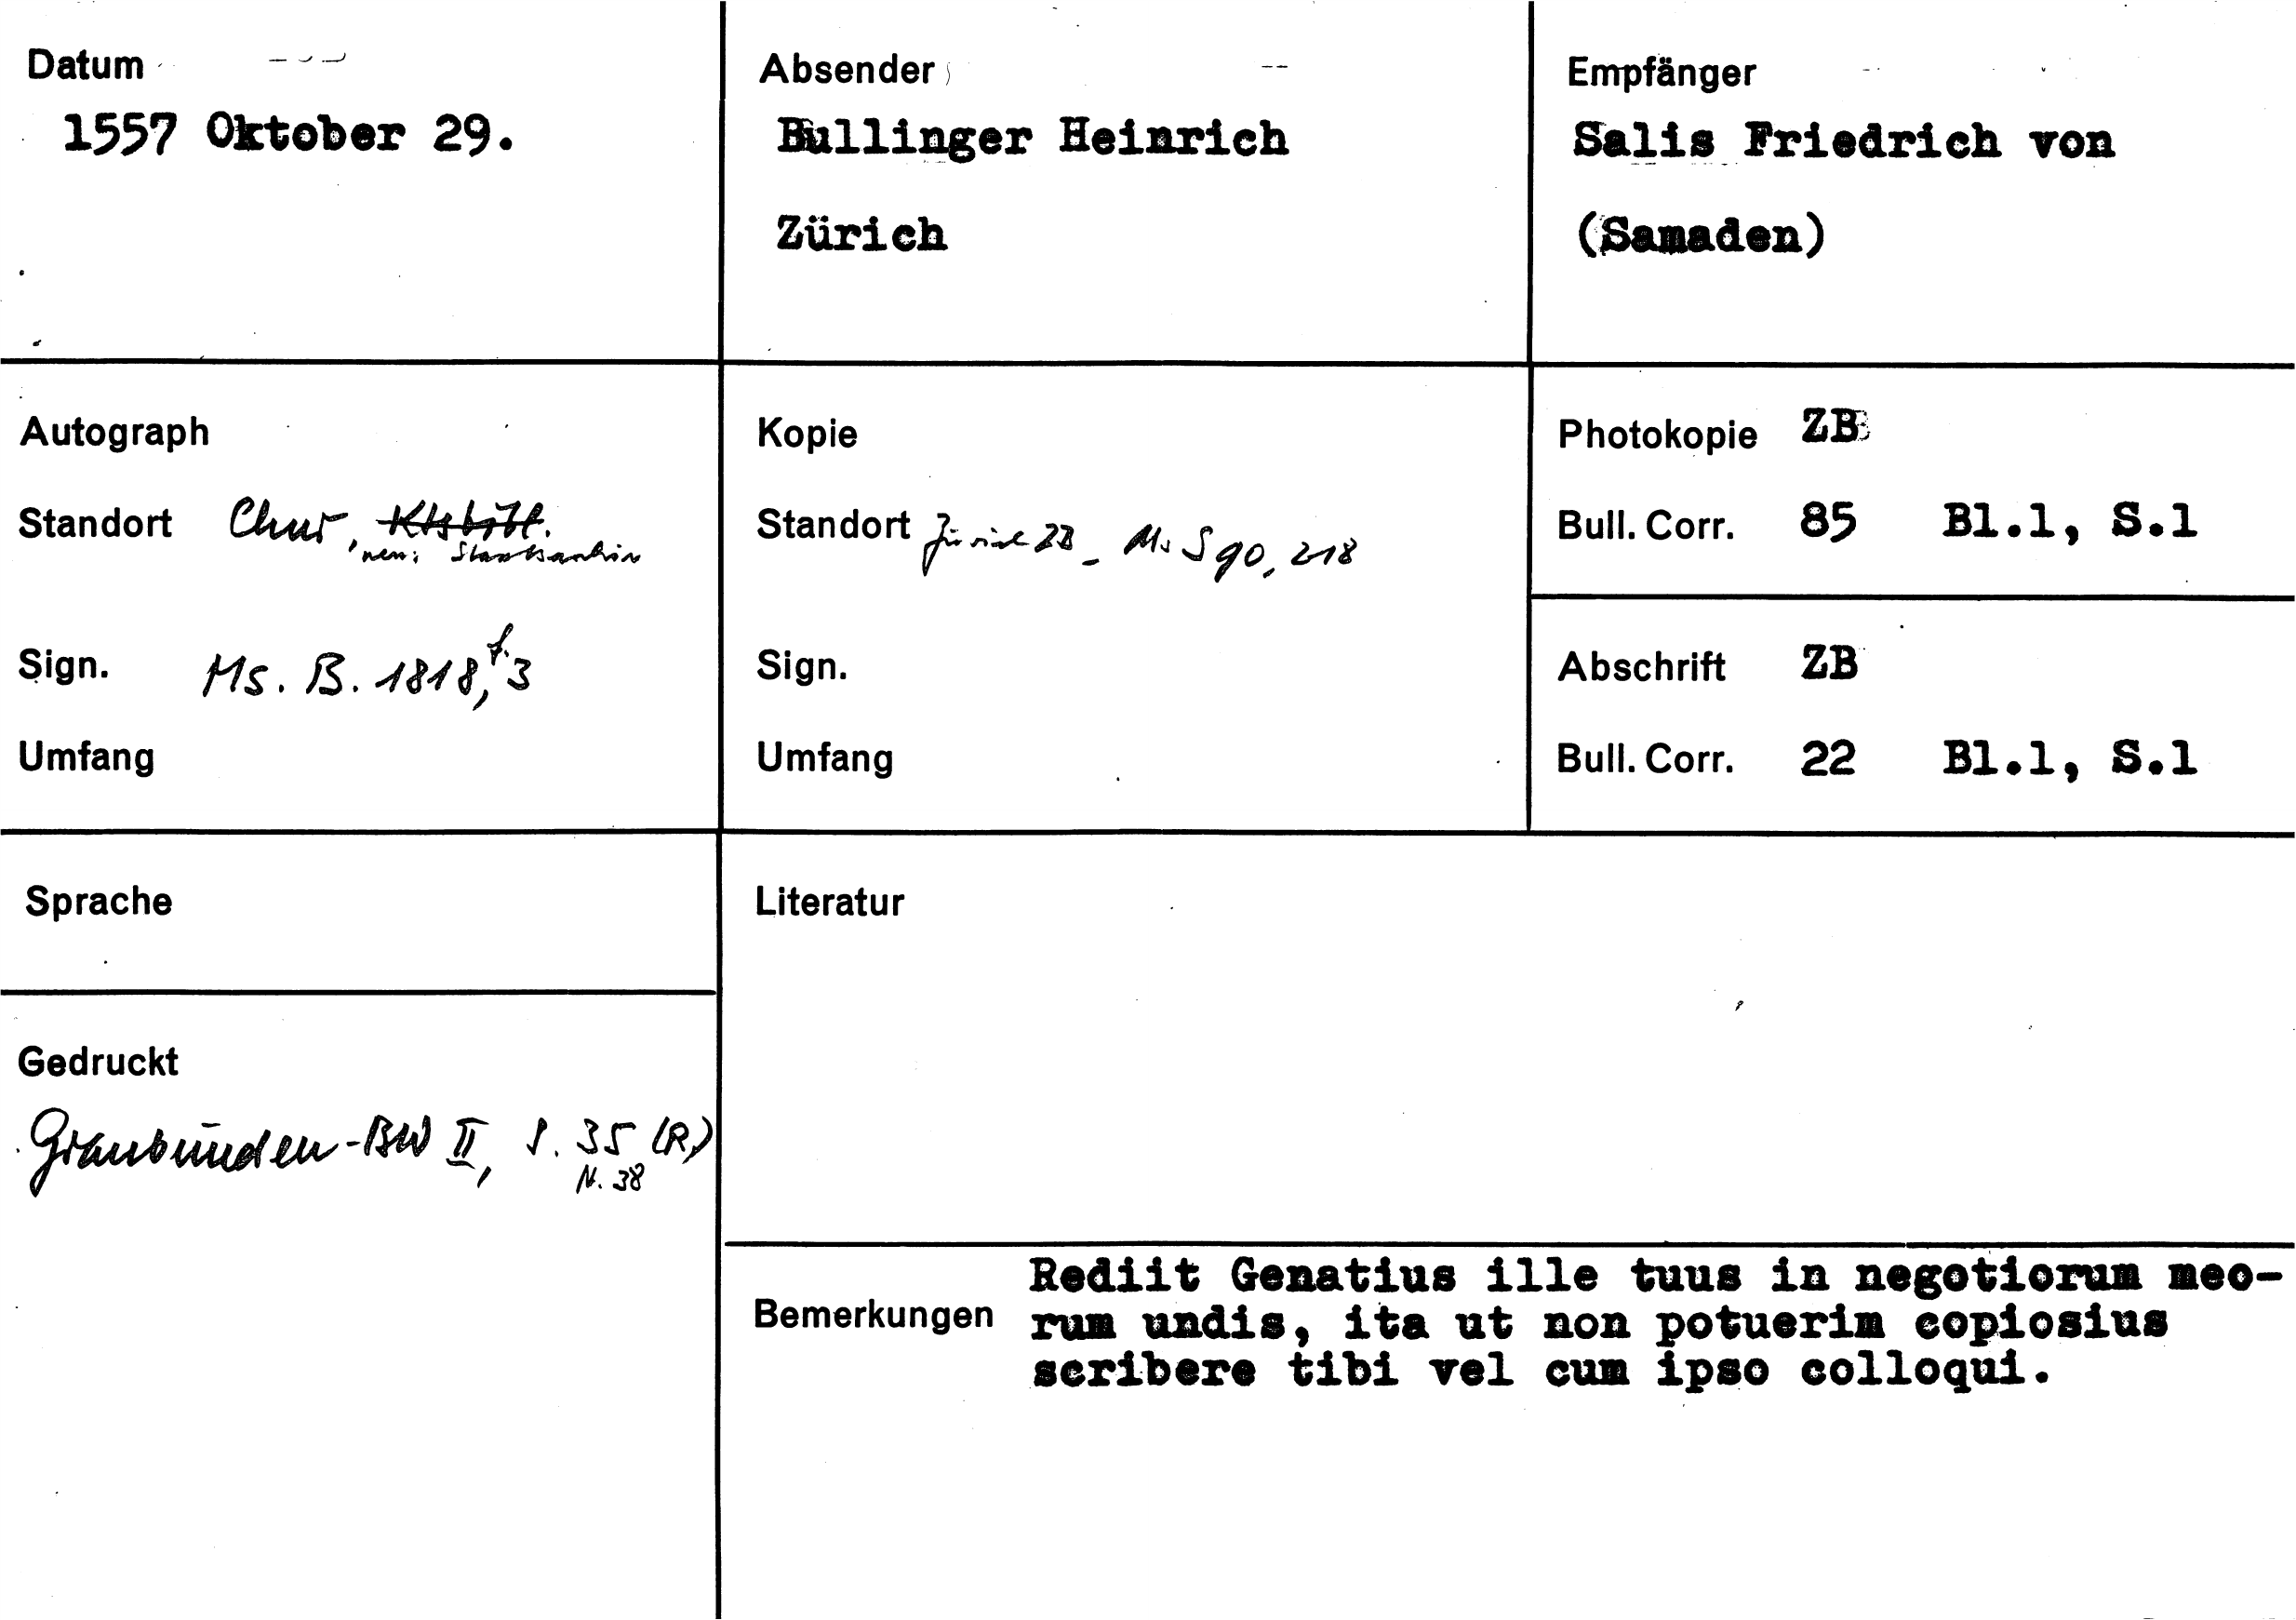 Datum
1557 Oktober 29.
Absender
Bullinger Heinrich
Zürich
Empfänger
Salis Friedrich von
(Samaden)
Autograph
Standort Chur, Ktsbibl.
neu: Staatsarchiv
Sign. Ms. B. 1818, f. 3
Umfang
Kopie
Standort Zürich ZB - Ms S 90, 218
Sign.
Umfang
Photokopie ZB
Bull. Corr. 85 Bl.1, S.1
Abschrift ZB
Bull. Corr. 22 Bl.1, S.1
Sprache
Gedruckt
Graubünden-BW II, S. 35 (R)
N. 38
Literatur
Bemerkungen
Rediit Genatius ille tuus in negotiorum meo-
rum undis, ita ut non potuerim copiosius
scribere tibi vel cum ipso colloqui.